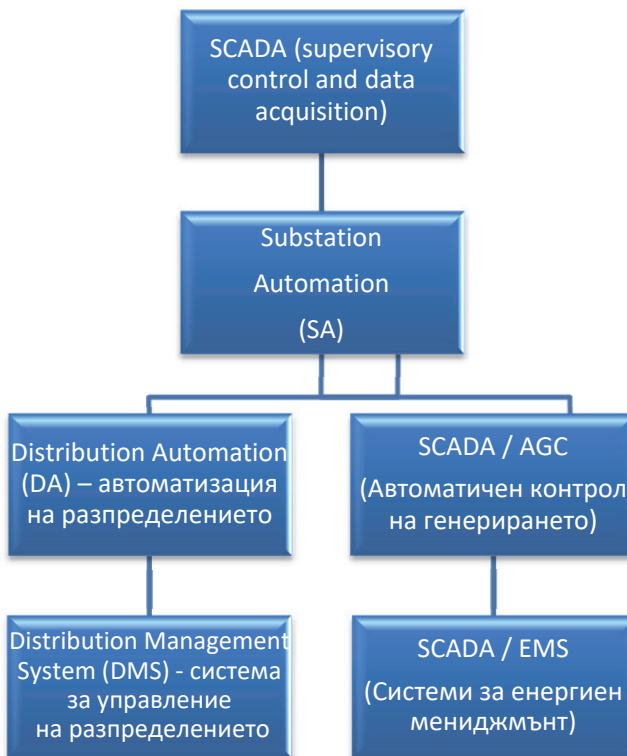 SCADA (supervisory
control and data
acquisition)
Substation
Automation
(SA)
Distribution Automation
(DA) – автоматизация
на разпределението
SCADA / AGC
(Автоматичен контрол
на генерирането)
Distribution Management
System (DMS) - система
за управление
на разпределението
SCADA / EMS
(Системи за енергиен
мениджмънт)